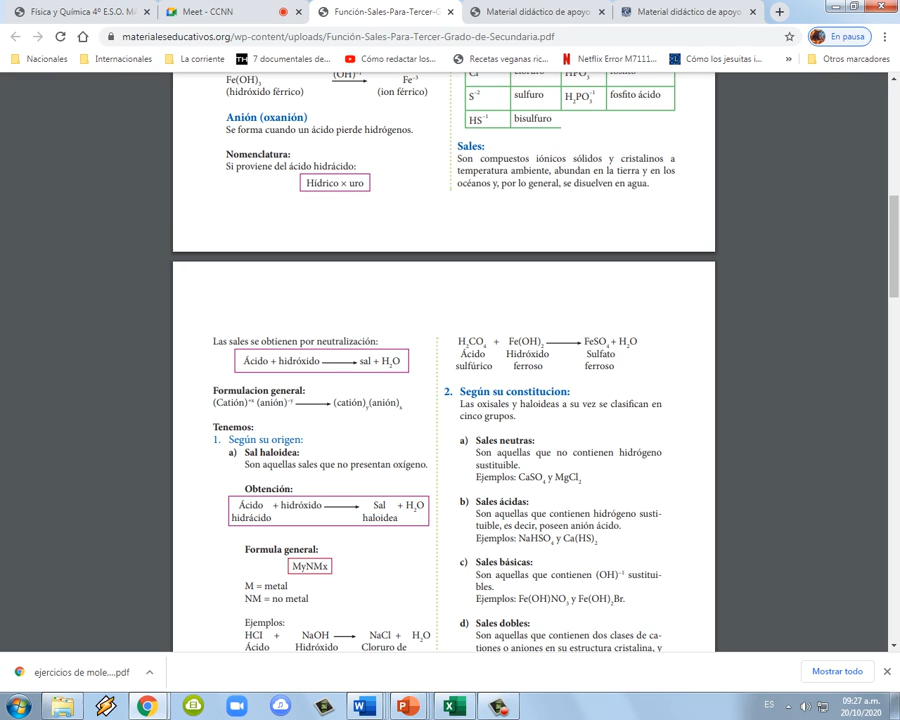 Física y Química 4º E.S.O. M
Meet - CCNN
Función-Sales-Para-Tercer-G
Material didáctico de apoyo
Material didáctico de apoyo
materialeseducativos.org/wp-content/uploads/Función-Sales-Para-Tercer-Grado-de-Secundaria.pdf
En pausa
Nacionales
Internacionales
La corriente
7 documentales de...
Cómo redactar los...
Recetas veganas ric...
Netflix Error M7111...
Cómo los jesuitas i...
»
Otros marcadores
Fe(OH)3 (OH)⁻¹ ⟶ Fe⁻³
(hidróxido férrico) (ion férrico)
Anión (oxanión)
Se forma cuando un ácido pierde hidrógenos.
Nomenclatura:
Si proviene del ácido hidrácido:
Hídrico × uro
S⁻² sulfuro H₂PO₃⁻¹ fosfito ácido
HS⁻¹ bisulfuro
Sales:
Son compuestos iónicos sólidos y cristalinos a
temperatura ambiente, abundan en la tierra y en los
océanos y, por lo general, se disuelven en agua.
Las sales se obtienen por neutralización:
Ácido + hidróxido ⟶ sal + H₂O
Formulacion general:
(Catión)⁺ˣ (anión)⁻ʸ ⟶ (catión)y(anión)x
Tenemos:
1. Según su origen:
a) Sal haloidea:
Son aquellas sales que no presentan oxígeno.
Obtención:
Ácido + hidróxido ⟶ Sal + H₂O
hidrácido haloidea
Formula general:
MyNMx
M = metal
NM = no metal
Ejemplos:
HCI + NaOH ⟶ NaCl + H₂O
Ácido Hidróxido Cloruro de
H₂CO₄ + Fe(OH)₂ ⟶ FeSO₄ + H₂O
Ácido Hidróxido Sulfato
sulfúrico ferroso ferroso
2. Según su constitucion:
Las oxisales y haloideas a su vez se clasifican en
cinco grupos.
a) Sales neutras:
Son aquellas que no contienen hidrógeno
sustituible.
Ejemplos: CaSO₄ y MgCl₂
b) Sales ácidas:
Son aquellas que contienen hidrógeno susti-
tuible, es decir, poseen anión ácido.
Ejemplos: NaHSO₄ y Ca(HS)₂
c) Sales básicas:
Son aquellas que contienen (OH)⁻¹ sustitui-
bles.
Ejemplos: Fe(OH)NO₃ y Fe(OH)₂Br.
d) Sales dobles:
Son aquellas que contienen dos clases de ca-
tiones o aniones en su estructura cristalina, y
ejercicios de mole....pdf
Mostrar todo
ES
09:27 a.m.
20/10/2020